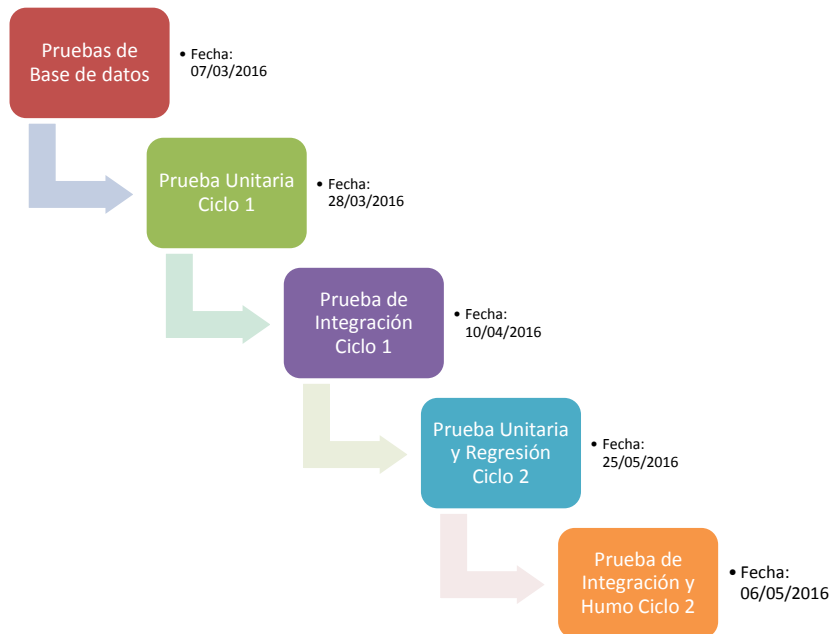 Pruebas de
Base de datos
• Fecha:
07/03/2016
Prueba Unitaria
Ciclo 1
• Fecha:
28/03/2016
Prueba de
Integración
Ciclo 1
• Fecha:
10/04/2016
Prueba Unitaria
y Regresión
Ciclo 2
• Fecha:
25/05/2016
Prueba de
Integración y
Humo Ciclo 2
• Fecha:
06/05/2016